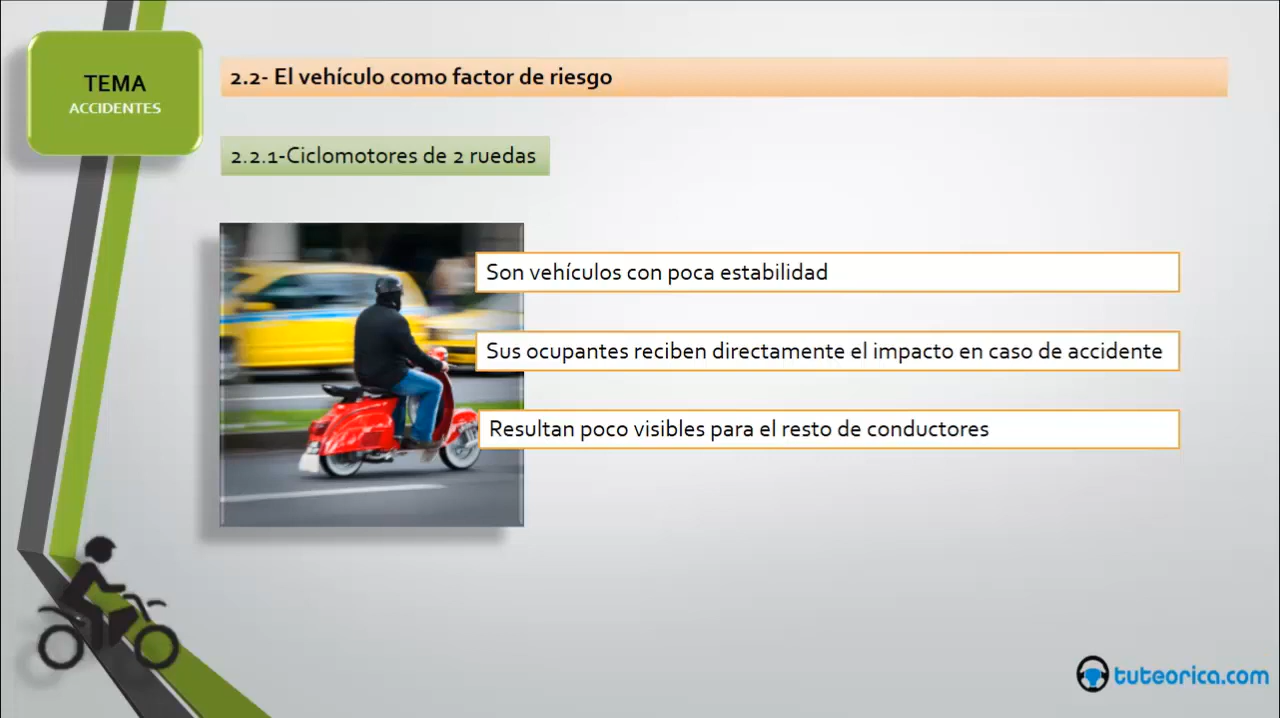 TEMA
ACCIDENTES
2.2- El vehículo como factor de riesgo
2.2.1-Ciclomotores de 2 ruedas
Son vehículos con poca estabilidad
Sus ocupantes reciben directamente el impacto en caso de accidente
Resultan poco visibles para el resto de conductores
tuteorica.com